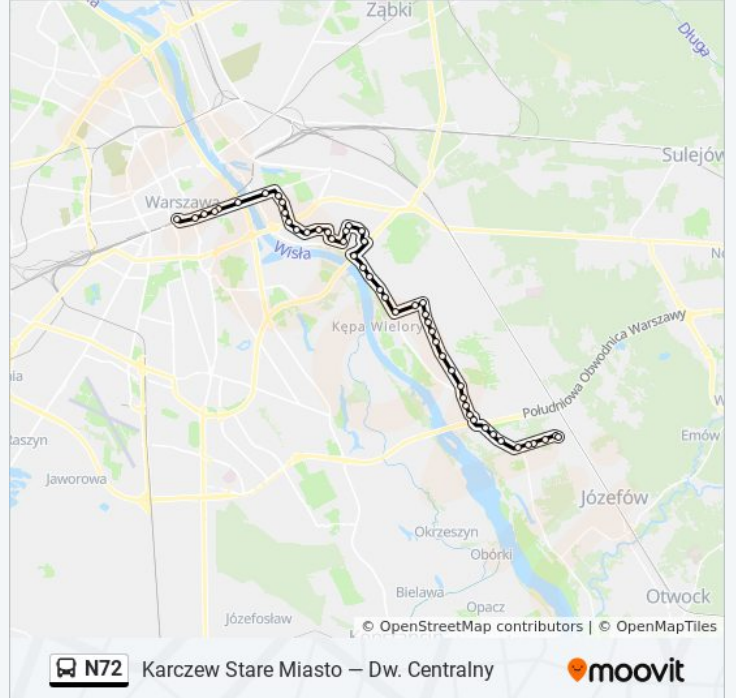 Ząbki
Długa
Sulejów
Warszawa
Wisła
Kępa Wielory
Południowa Obwodnica Warszawy
Raszyn
Emów
Jaworowa
Józefów
Okrzeszyn
Obórki
Bielawa
Otwock
Opacz
Józefosław
© OpenStreetMap contributors | © OpenMapTiles
N72 Karczew Stare Miasto — Dw. Centralny moovit